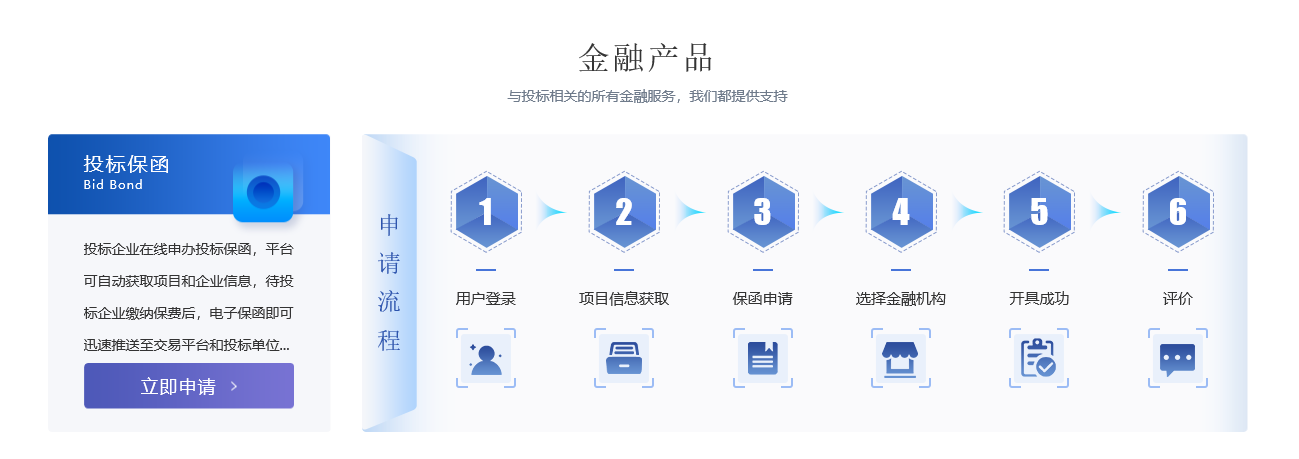 金融产品
与投标相关的所有金融服务，我们都提供支持
投标保函
Bid Bond
投标企业在线申办投标保函，平台
可自动获取项目和企业信息，待投
标企业缴纳保费后，电子保函即可
迅速推送至交易平台和投标单位...
立即申请
申请流程
1
2
3
4
5
6
用户登录
项目信息获取
保函申请
选择金融机构
开具成功
评价